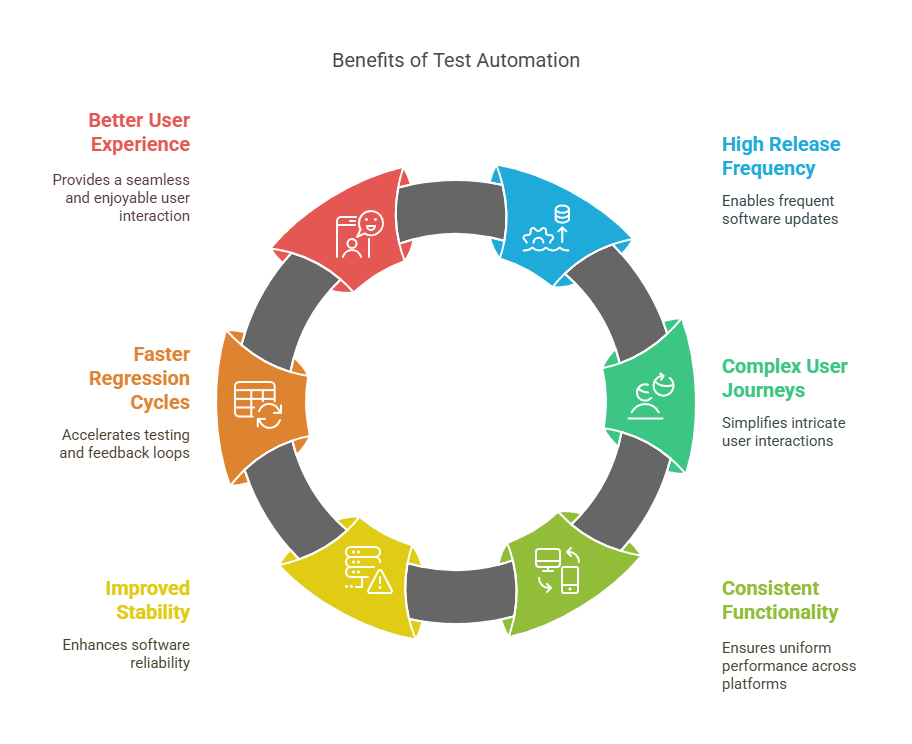 Benefits of Test Automation
Better User
Experience
Provides a seamless
and enjoyable user
interaction
High Release
Frequency
Enables frequent
software updates
Faster
Regression
Cycles
Accelerates testing
and feedback loops
Complex User
Journeys
Simplifies intricate
user interactions
Improved
Stability
Enhances software
reliability
Consistent
Functionality
Ensures uniform
performance across
platforms